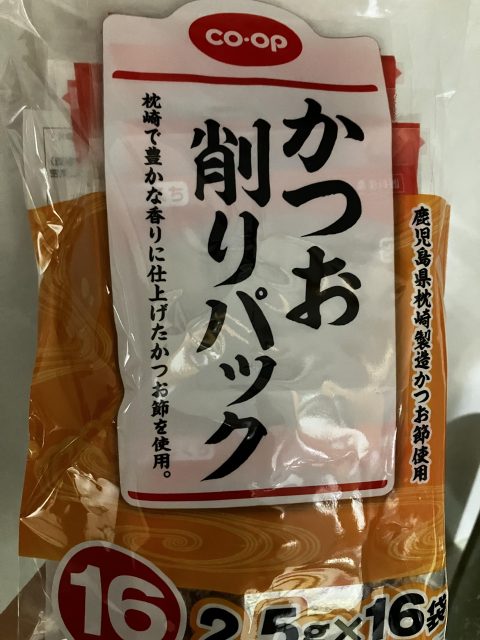 CO·OP
かつお
削りパック
枕崎で豊かな香りに仕上げたかつお節を使用。
鹿児島県枕崎製造かつお節使用
16
2.5g×16袋